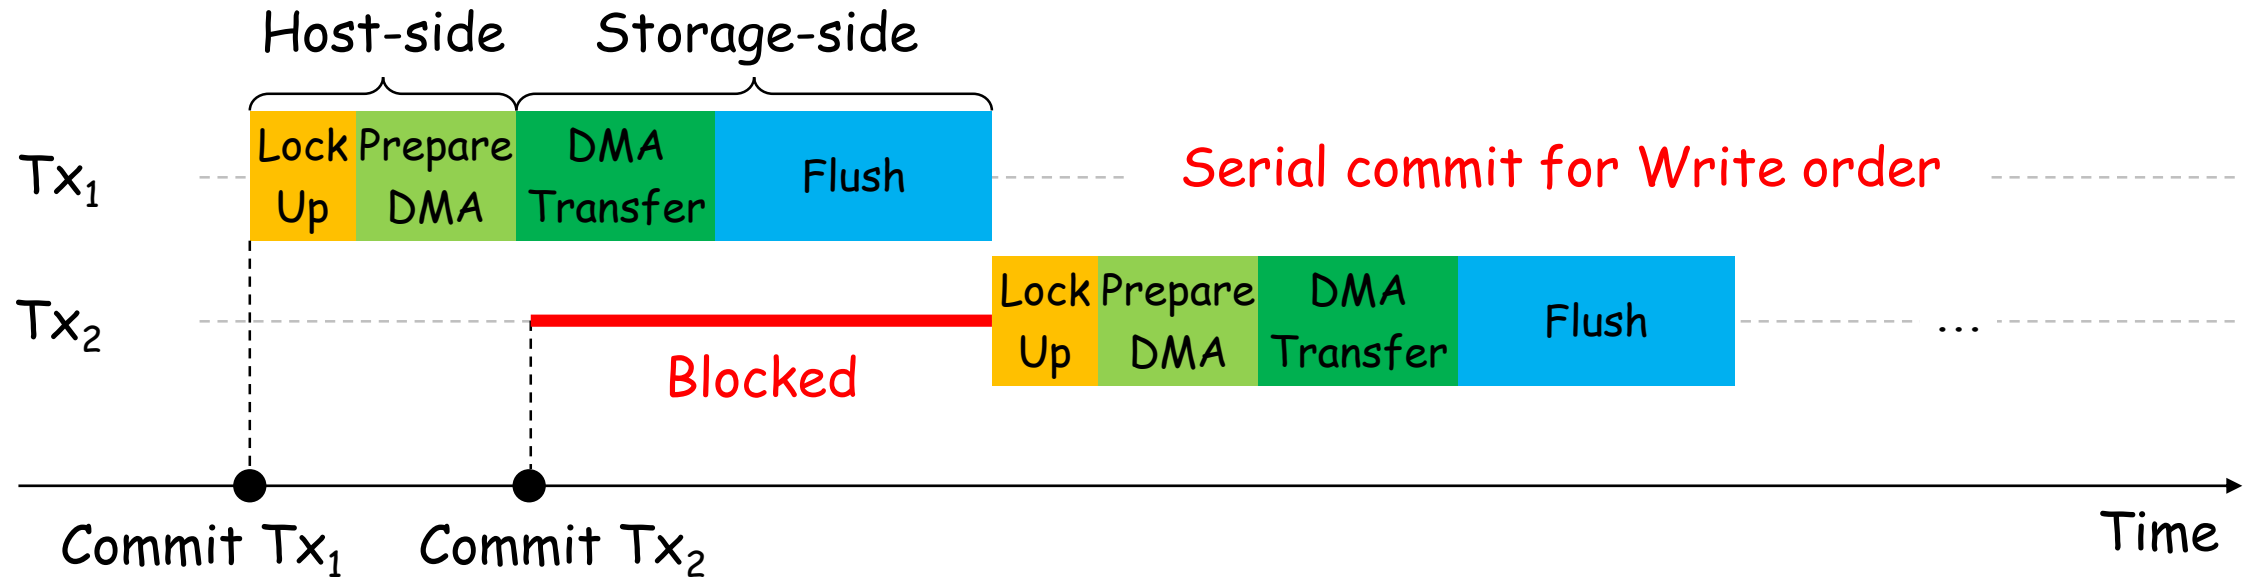 Host-side Storage-side
Tx1
Lock Up
Prepare DMA
DMA Transfer
Flush
Serial commit for Write order
Tx2
Blocked
Lock Up
Prepare DMA
DMA Transfer
Flush
...
Commit Tx1 Commit Tx2
Time